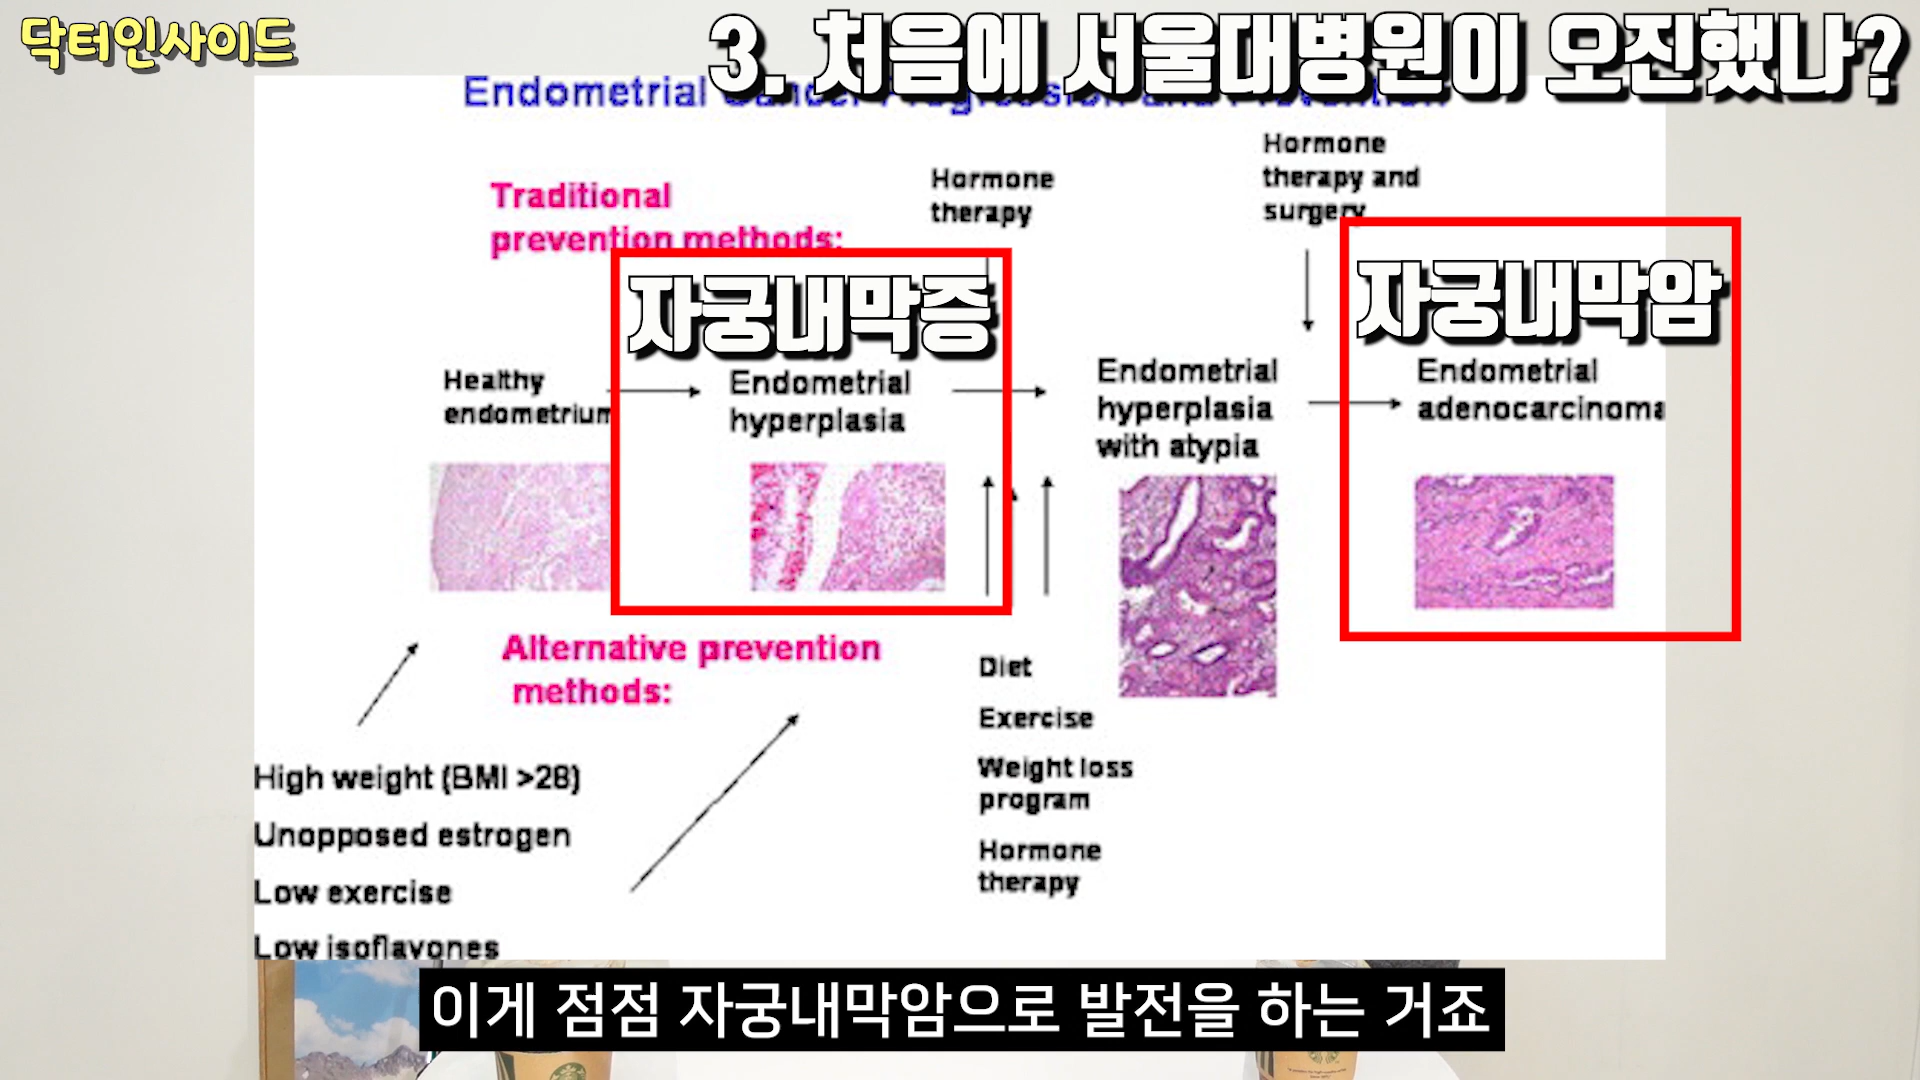 닥터인사이드
3. 처음에 서울대병원이 오진했나?
Endometrial
Hormone
therapy
Hormone
therapy and
surgery
Traditional
prevention methods:
자궁내막증
자궁내막암
Healthy
endometrium
Endometrial
hyperplasia
Endometrial
hyperplasia
with atypia
Endometrial
adenocarcinoma
Alternative prevention
methods:
Diet
Exercise
Weight loss
program
Hormone
therapy
High weight (BMI >28)
Unopposed estrogen
Low exercise
Low isoflavones
이게 점점 자궁내막암으로 발전을 하는 거죠